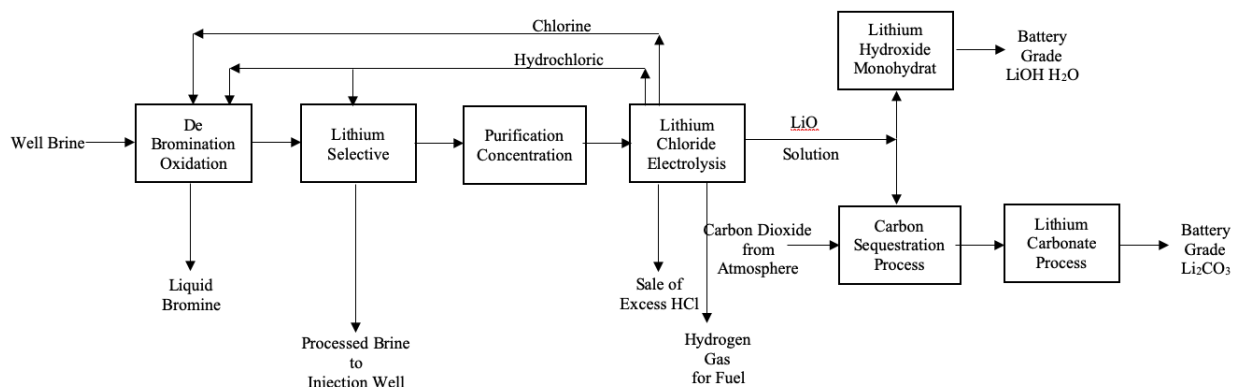 Chlorine
Hydrochloric
Well Brine
De
Bromination
Oxidation
Lithium
Selective
Purification
Concentration
Lithium
Chloride
Electrolysis
LiO
Solution
Lithium
Hydroxide
Monohydrat
Battery
Grade
LiOH H2O
Carbon Dioxide
from
Atmosphere
Carbon
Sequestration
Process
Lithium
Carbonate
Process
Battery
Grade
Li₂CO₃
Liquid
Bromine
Processed Brine
to
Injection Well
Sale of
Excess HCl
Hydrogen
Gas
for Fuel